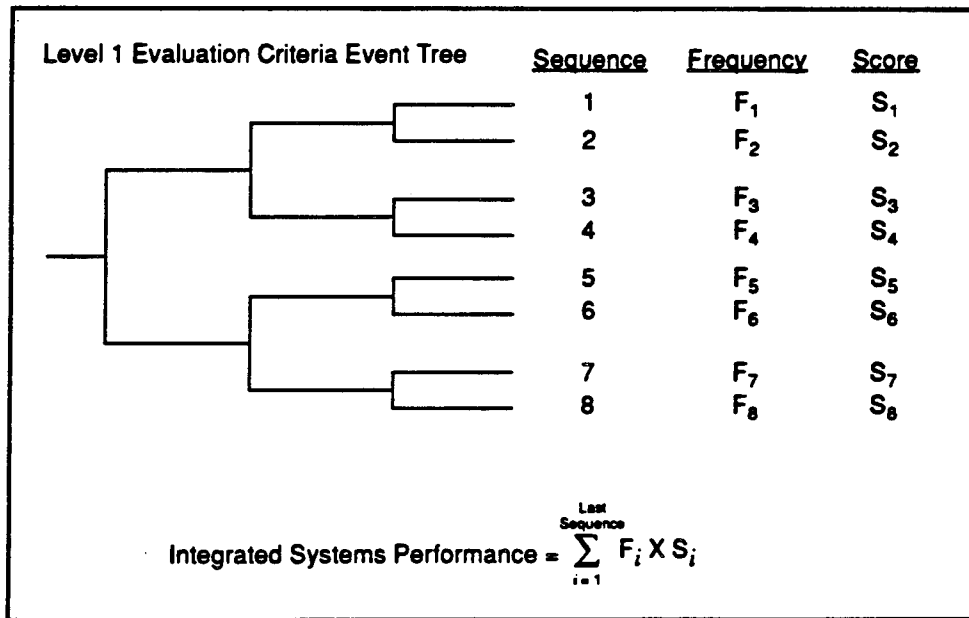 Level 1 Evaluation Criteria Event Tree Sequence Frequency Score
1 F₁ S₁
2 F₂ S₂
3 F₃ S₃
4 F₄ S₄
5 F₅ S₅
6 F₆ S₆
7 F₇ S₇
8 F₈ S₈
Last
Sequence
Integrated Systems Performance = ∑ Fᵢ X Sᵢ
i = 1